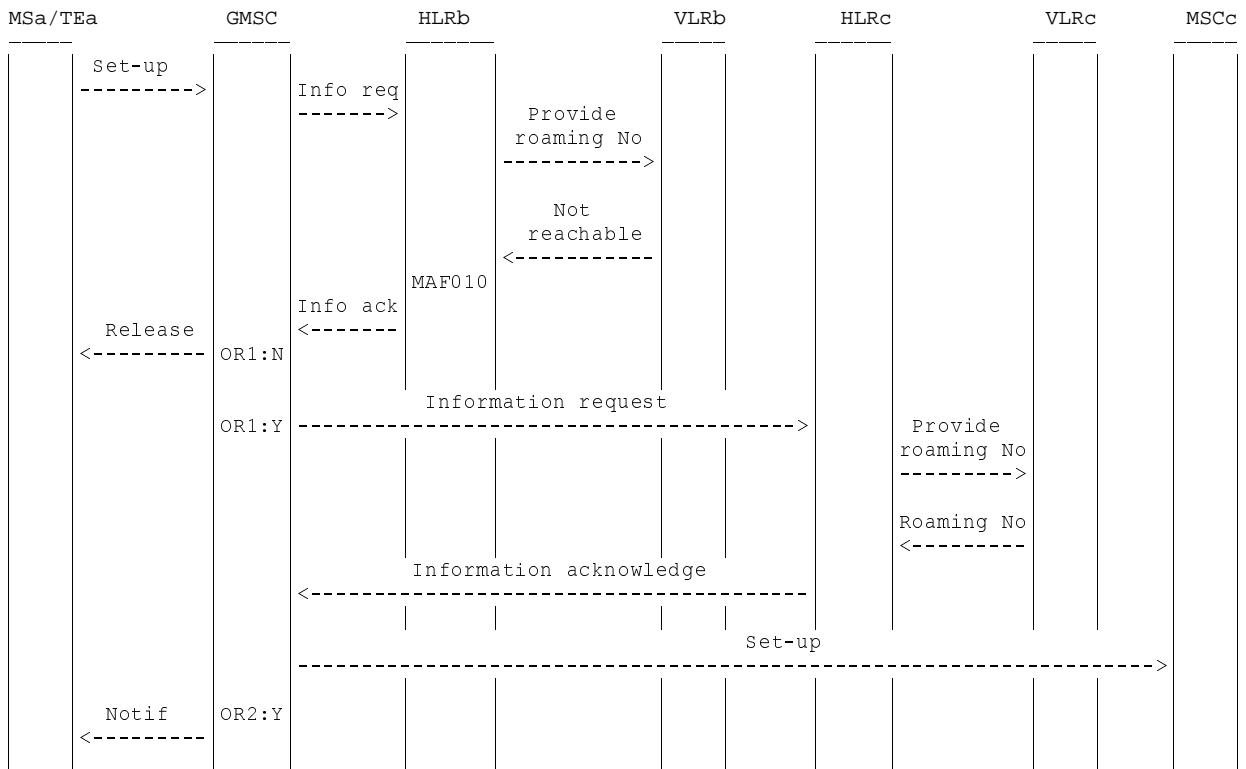 MSa/TEa GMSC HLRb VLRb HLRc VLRc MSCc
Set-up
Info req
Provide
roaming No
Not
reachable
MAF010
Info ack
Release
OR1:N
Information request
OR1:Y
Provide
roaming No
Roaming No
Information acknowledge
Set-up
Notif OR2:Y